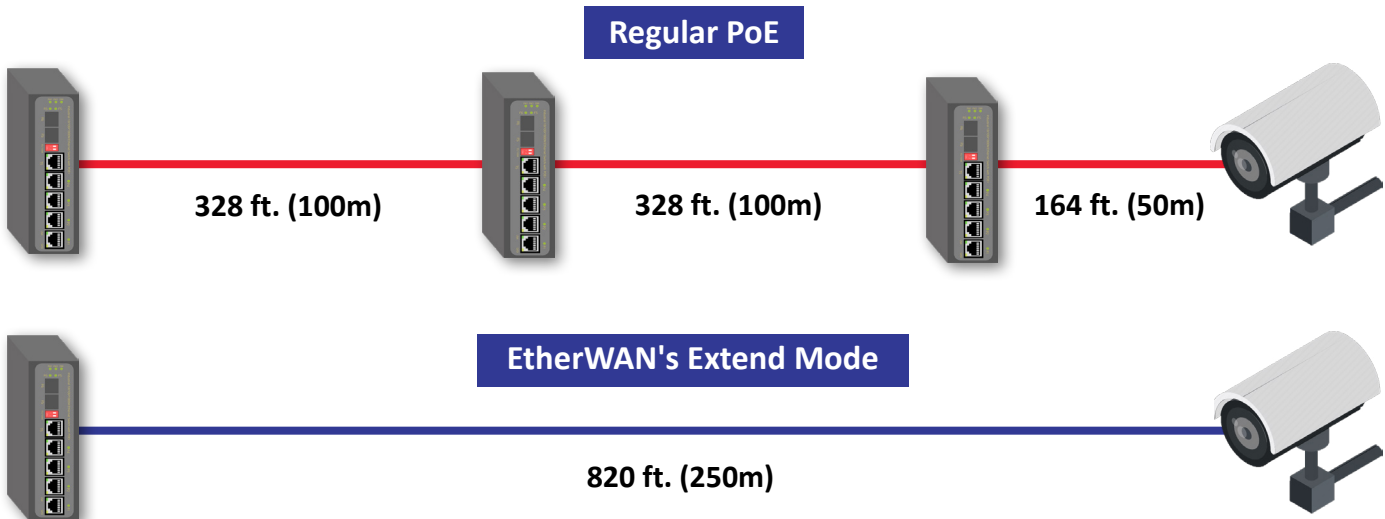 Regular PoE
328 ft. (100m)
328 ft. (100m)
164 ft. (50m)
EtherWAN's Extend Mode
820 ft. (250m)